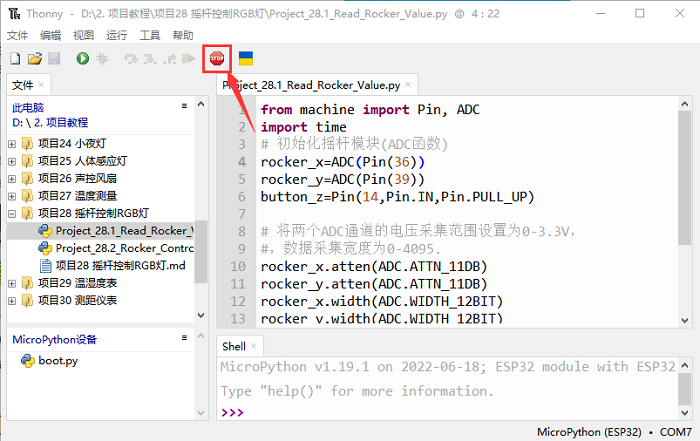 Thonny - D:\2. 项目教程\项目28 摇杆控制RGB灯\Project_28.1_Read_Rocker_Value.py @ 4 : 22
文件 编辑 视图 运行 工具 帮助
STOP
文件 ×
此电脑
D: \ 2. 项目教程
项目24 小夜灯
项目25 人体感应灯
项目26 声控风扇
项目27 温度测量
项目28 摇杆控制RGB灯
Project_28.1_Read_Rocker_V
Project_28.2_Rocker_Contro
项目28 摇杆控制RGB灯.md
项目29 温湿度表
项目30 测距仪表
MicroPython设备
boot.py
Project_28.1_Read_Rocker_Value.py ×
1 from machine import Pin, ADC
2 import time
3 # 初始化摇杆模块(ADC函数)
4 rocker_x=ADC(Pin(36))
5 rocker_y=ADC(Pin(39))
6 button_z=Pin(14,Pin.IN,Pin.PULL_UP)
7
8 # 将两个ADC通道的电压采集范围设置为0-3.3V,
9 #, 数据采集宽度为0-4095.
10 rocker_x.atten(ADC.ATTN_11DB)
11 rocker_y.atten(ADC.ATTN_11DB)
12 rocker_x.width(ADC.WIDTH_12BIT)
13 rocker_y.width(ADC.WIDTH_12BIT)
Shell ×
MicroPython v1.19.1 on 2022-06-18; ESP32 module with ESP32
Type "help()" for more information.
>>>
MicroPython (ESP32) • COM7